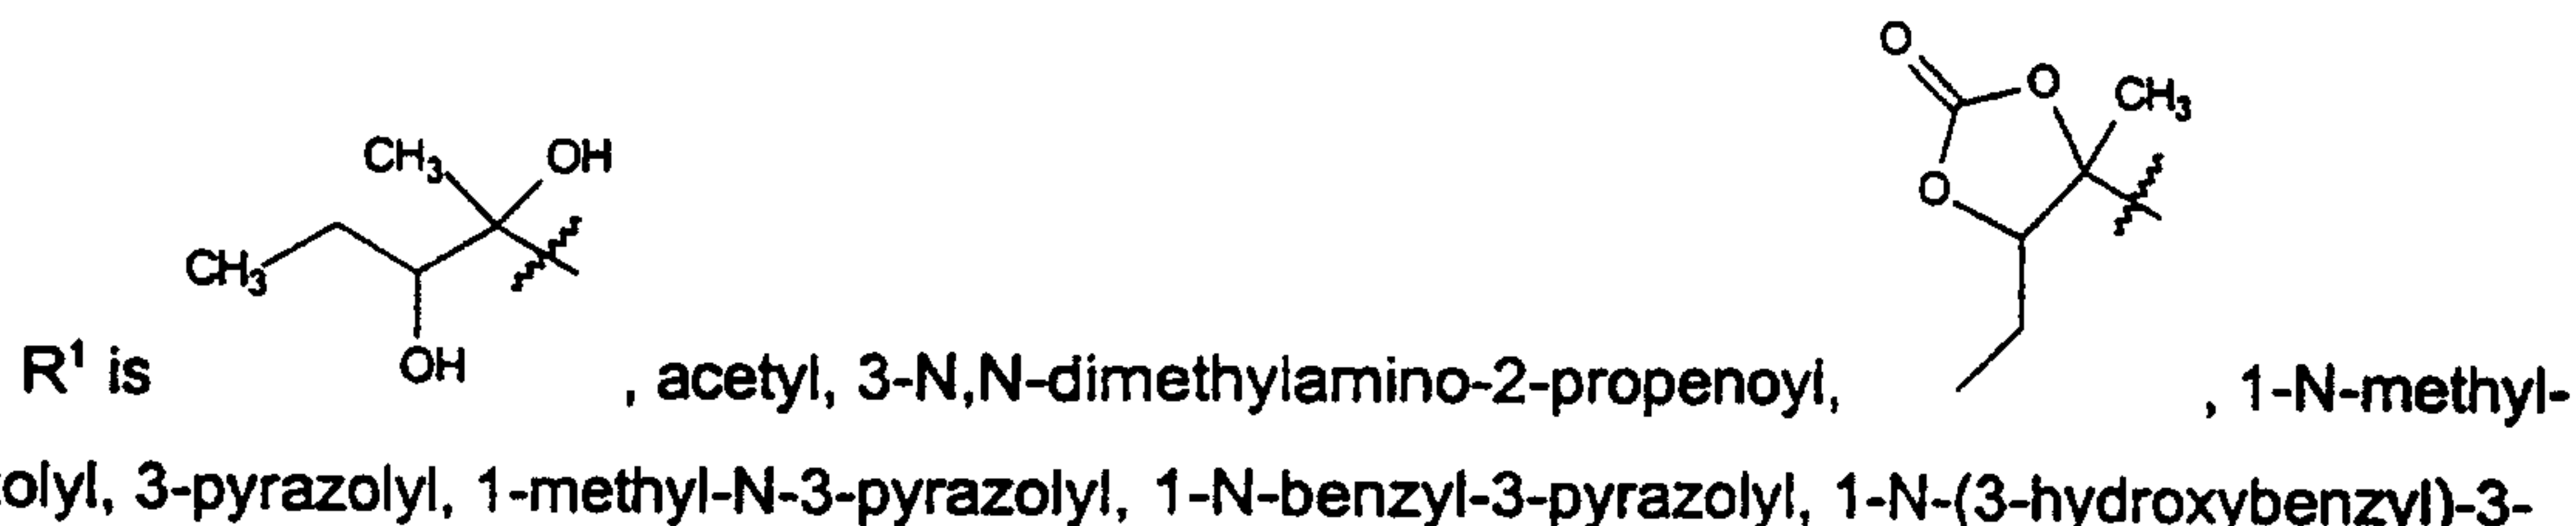 O
O
CH₃
CH₃
OH
O
CH₃
R¹ is
OH
, acetyl, 3-N,N-dimethylamino-2-propenoyl,
, 1-N-methyl-
olyl, 3-pyrazolyl, 1-methyl-N-3-pyrazolyl, 1-N-benzyl-3-pyrazolyl, 1-N-(3-hydroxybenzyl)-3-